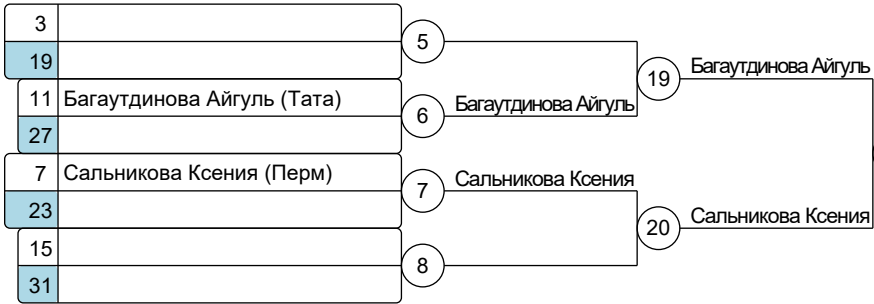 3
5
19
19 Багаутдинова Айгуль
11 Багаутдинова Айгуль (Тата)
6 Багаутдинова Айгуль
27
7 Сальникова Ксения (Перм)
7 Сальникова Ксения
23
20 Сальникова Ксения
15
8
31